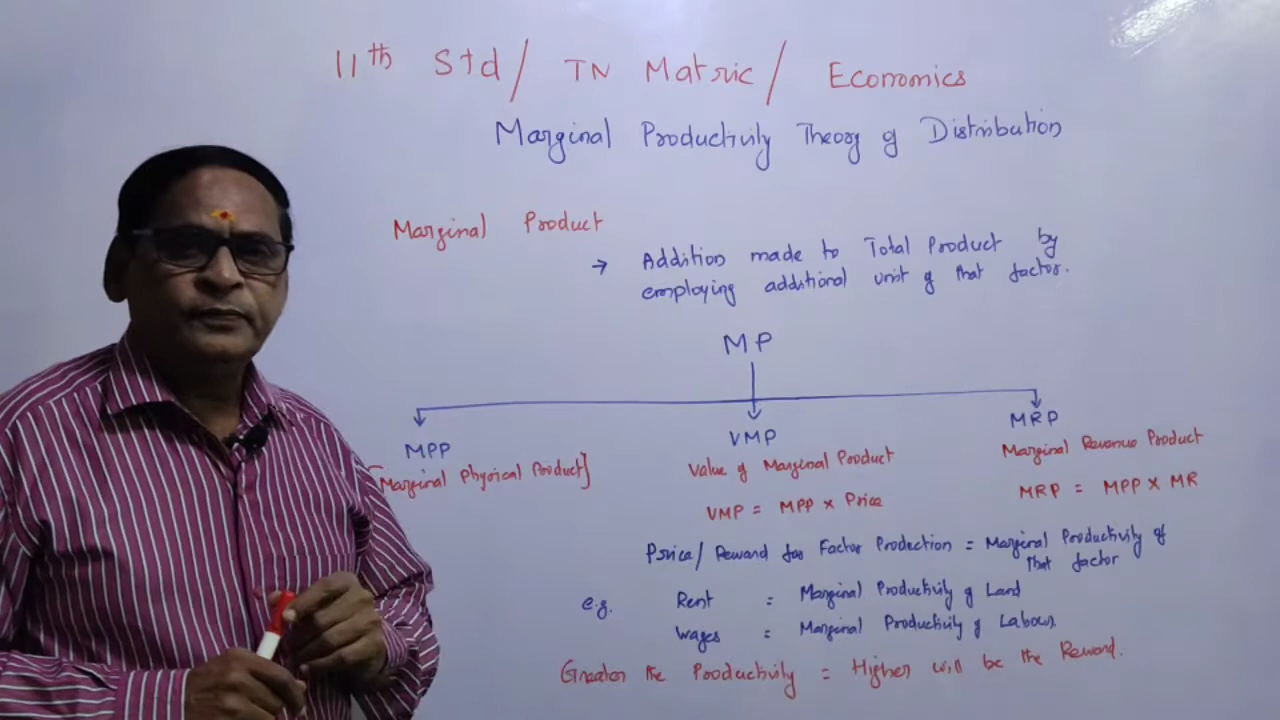 11th Std / TN Matric / Economics
Marginal Productivity Theory of Distribution
Marginal Product
→ Addition made to Total Product by
employing additional unit of that factor.
MP
MPP VMP MRP
[Marginal Physical Product] Value of Marginal Product Marginal Revenue Product
VMP = MPP x Price MRP = MPP x MR
Price / Reward for Factor Production = Marginal Productivity of
that factor
e.g. Rent = Marginal Productivity of Land
Wages = Marginal Productivity of Labour.
Greater the Productivity = Higher will be the Reward.